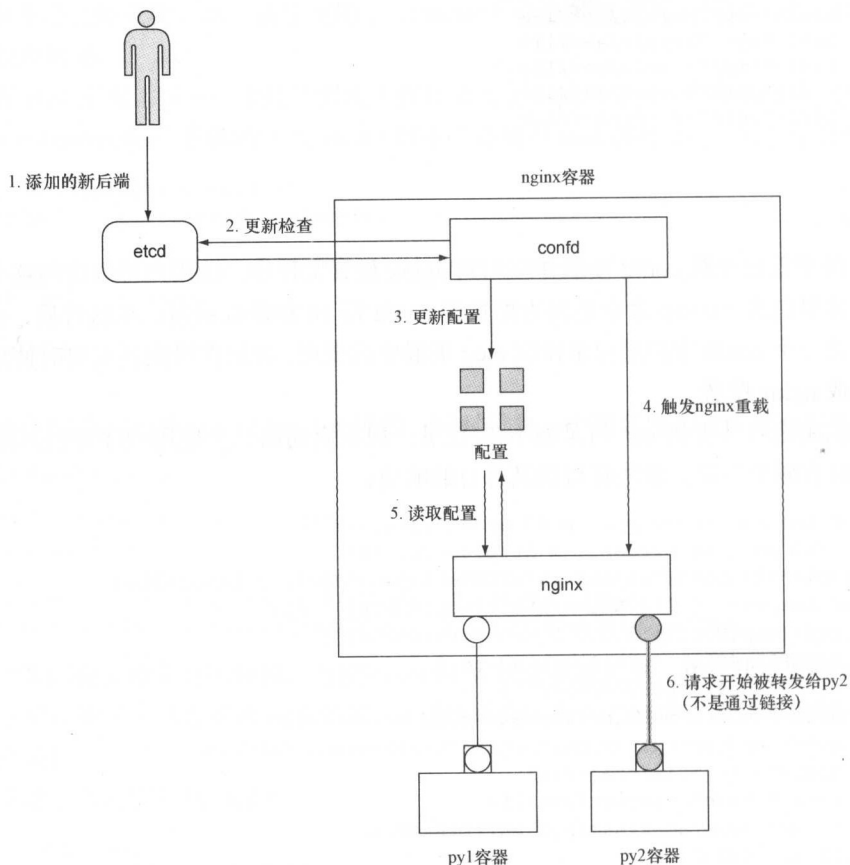 1. 添加的新后端
nginx容器
etcd
2. 更新检查
confd
3. 更新配置
4. 触发nginx重载
配置
5. 读取配置
nginx
6. 请求开始被转发给py2
（不是通过链接）
py1容器
py2容器